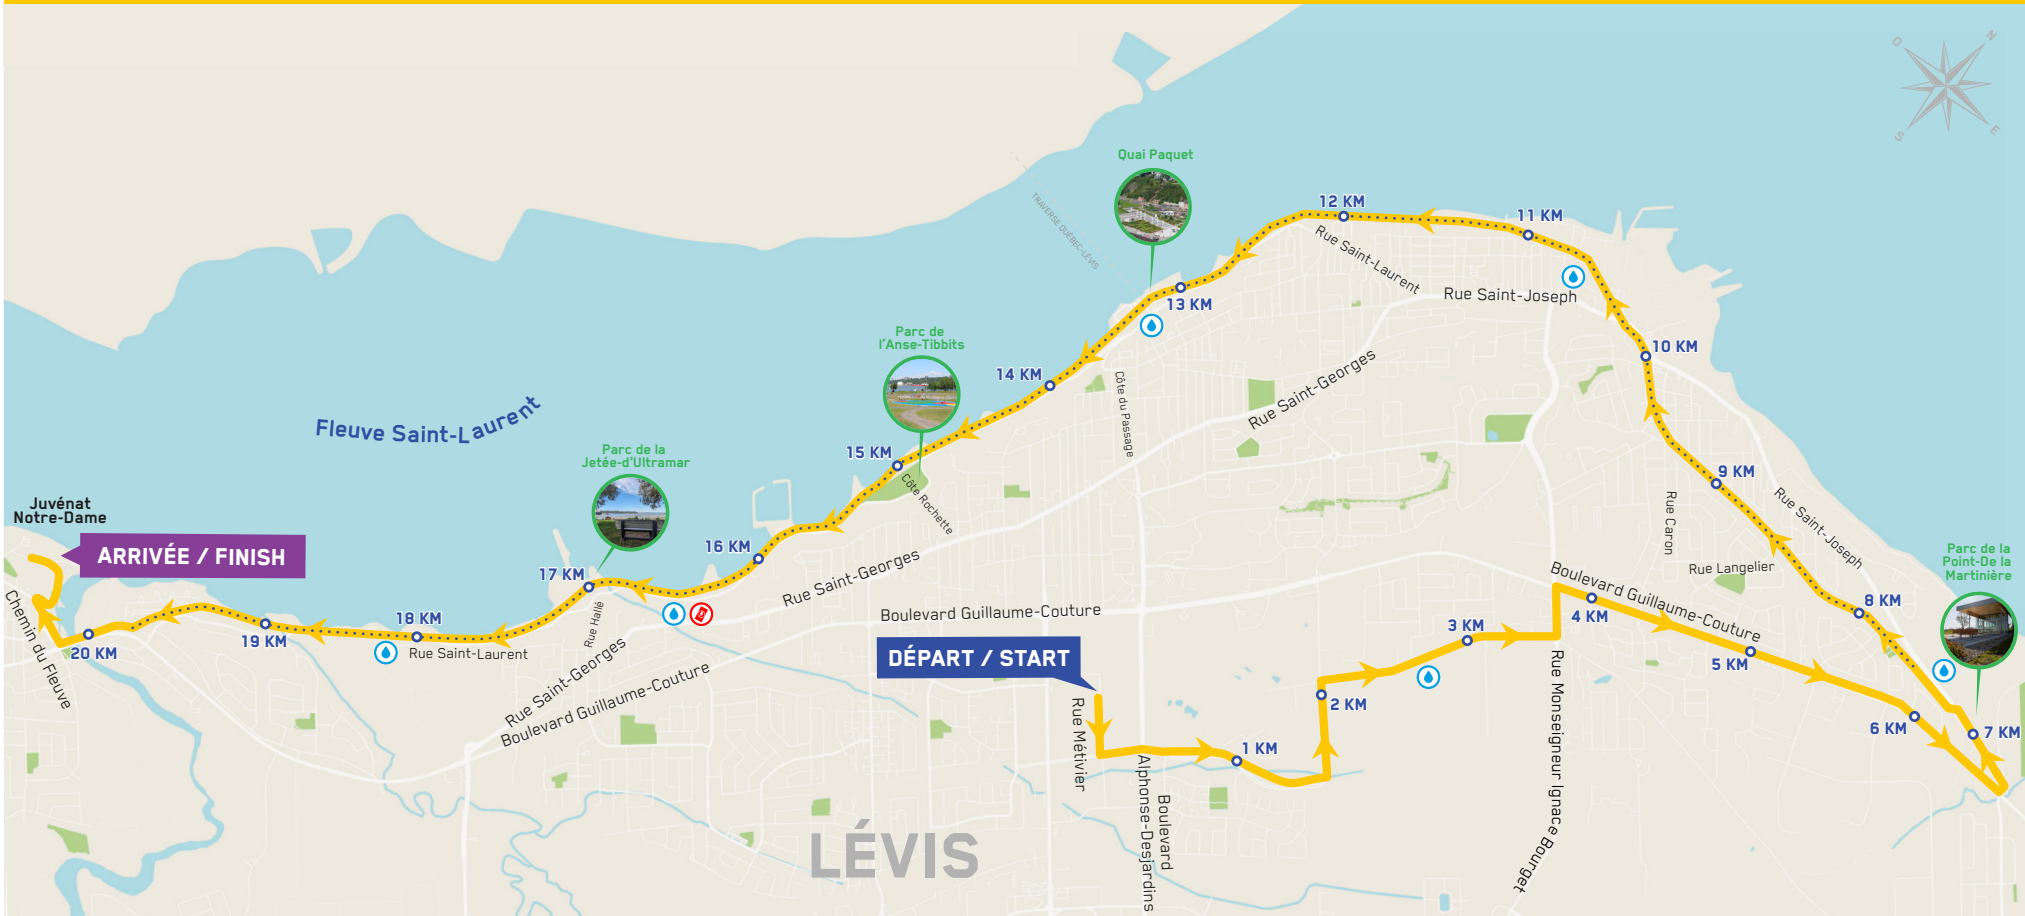 N
O
S
E
Quai Paquet
TRAVERSE QUÉBEC-LÉVIS
12 KM
11 KM
Rue Saint-Laurent
Rue Saint-Joseph
13 KM
10 KM
Parc de
l'Anse-Tibbits
14 KM
Côte du Passage
Rue Saint-Georges
Fleuve Saint-Laurent
Parc de la
Jetée-d'Ultramar
15 KM
Côte Rochette
9 KM
Rue Caron
Rue Saint-Joseph
Juvénat
Notre-Dame
ARRIVÉE / FINISH
16 KM
17 KM
Rue Saint-Georges
Rue Langelier
Parc de la
Point-De la
Martinière
Chemin du Fleuve
20 KM
19 KM
18 KM
Rue Saint-Laurent
Rue Hallé
Boulevard Guillaume-Couture
DÉPART / START
3 KM
4 KM
Boulevard Guillaume-Couture
8 KM
5 KM
Rue Saint-Georges
Boulevard Guillaume-Couture
Rue Métivier
2 KM
1 KM
6 KM
7 KM
Rue Monseigneur Ignace Bourget
Boulevard
Alphonse-Desjardins
LÉVIS